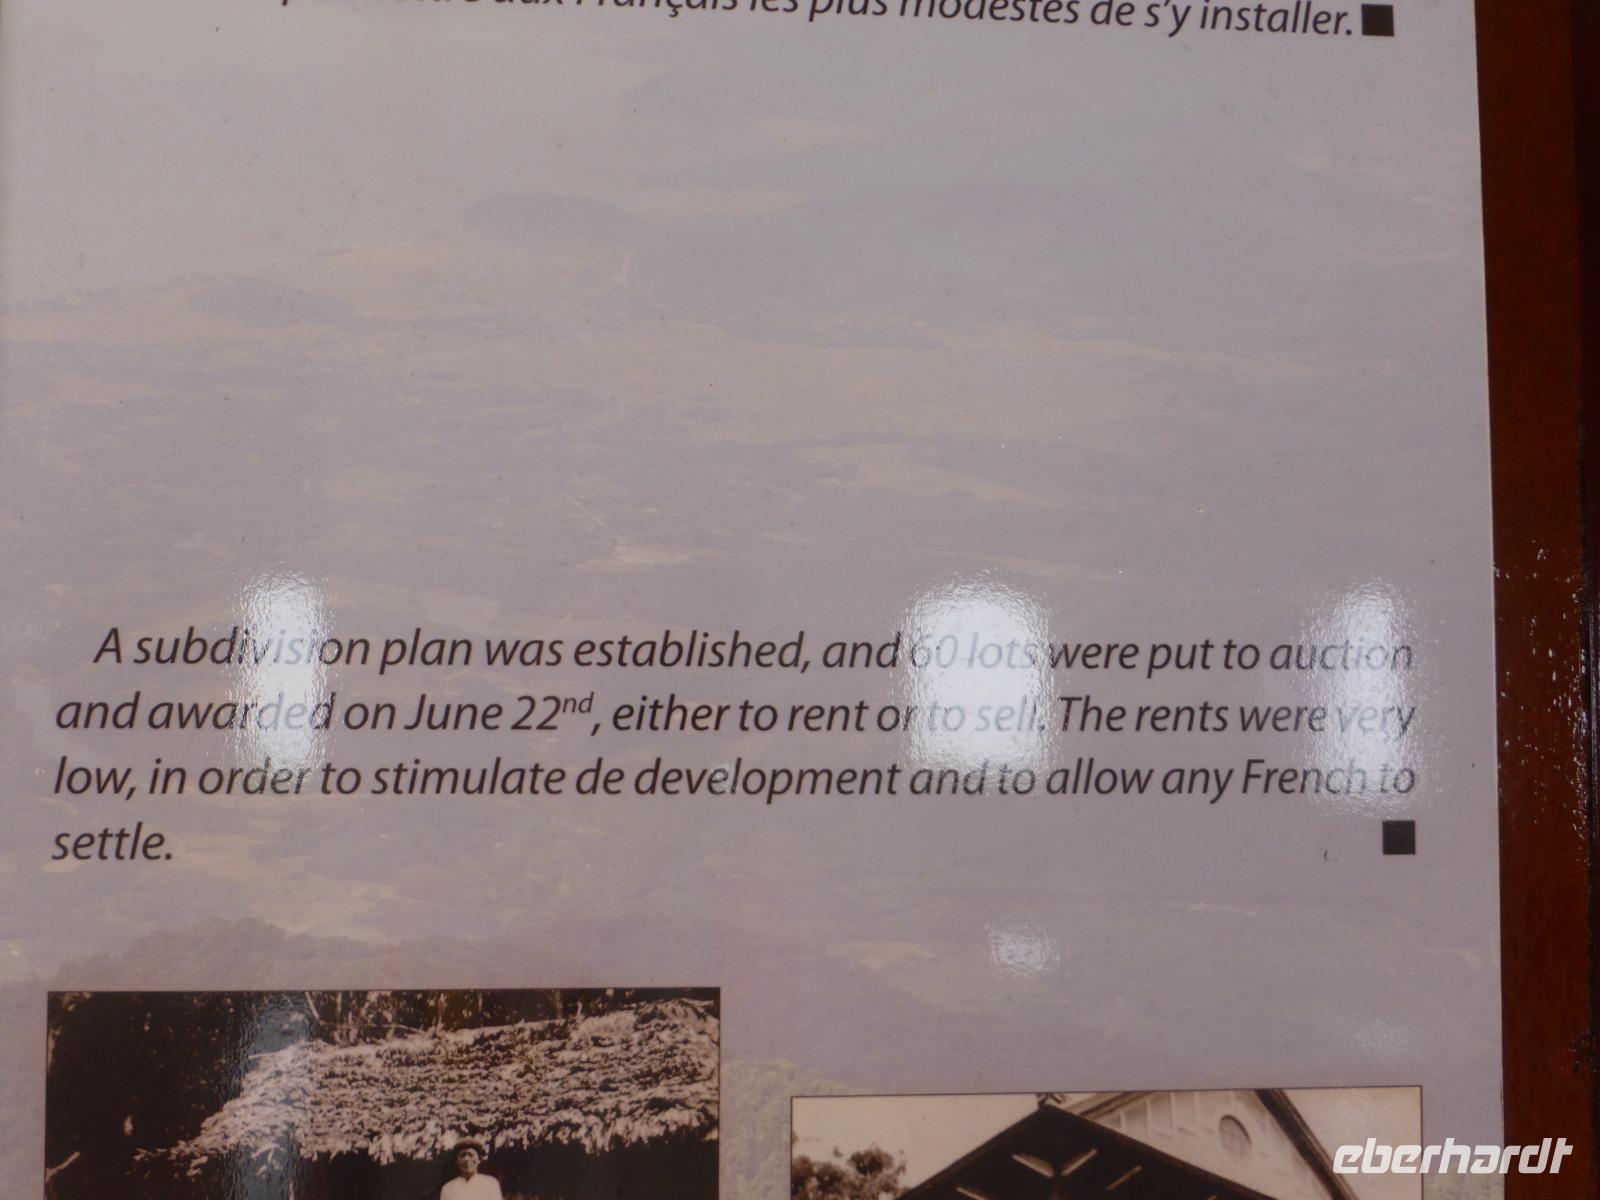 aux Français les plus modestes de s'y installer.
A subdivision plan was established, and 60 lots were put to auction
and awarded on June 22nd, either to rent or to sell. The rents were very
low, in order to stimulate de development and to allow any French to
settle.
eberhardt